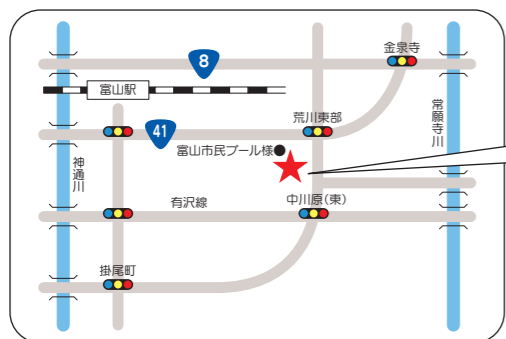 金泉寺
8
富山駅
荒川東部
41
富山市民プール様
常願寺川
神通川
有沢線
中川原(東)
掛尾町